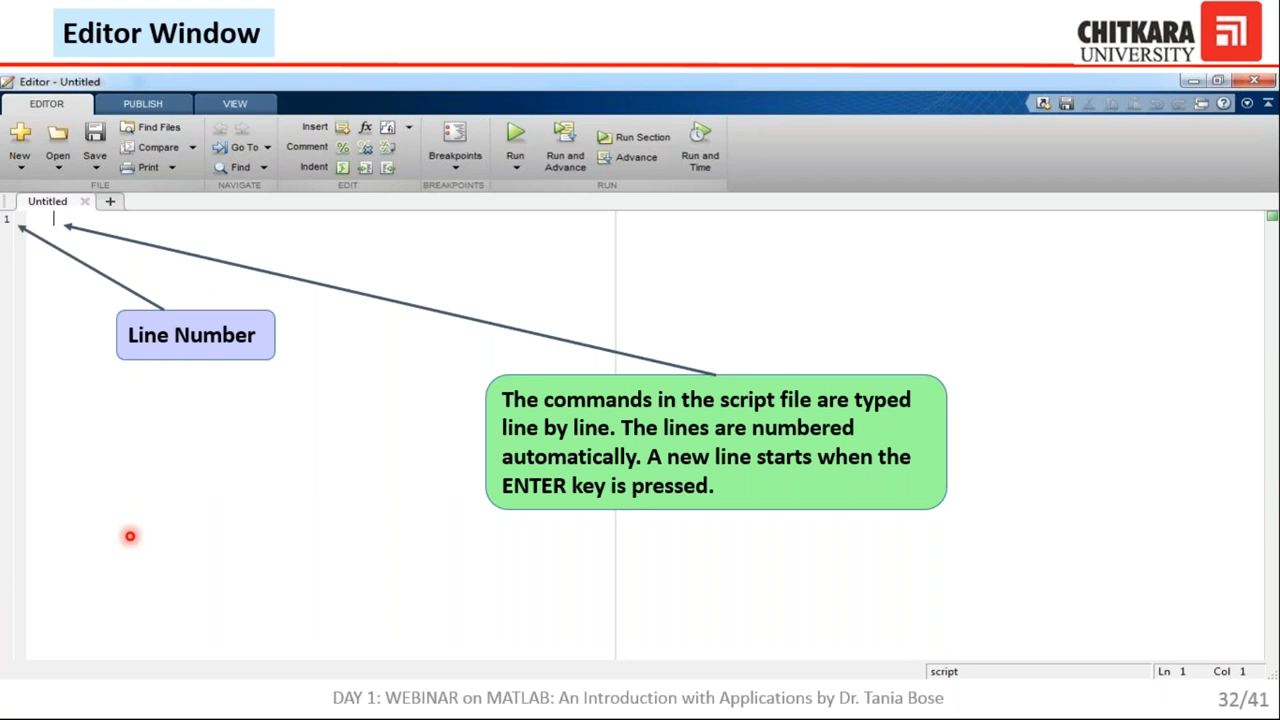 Editor Window
CHITKARA
UNIVERSITY
Editor - Untitled
EDITOR PUBLISH VIEW
New
Open
Save
Find Files
Compare
Print
FILE
Go To
Find
NAVIGATE
Insert fx
Comment
Indent
EDIT
Breakpoints
BREAKPOINTS
Run
Run and
Advance
Run Section
Advance
Run and
Time
RUN
Untitled
1
Line Number
The commands in the script file are typed
line by line. The lines are numbered
automatically. A new line starts when the
ENTER key is pressed.
script Ln 1 Col 1
DAY 1: WEBINAR on MATLAB: An Introduction with Applications by Dr. Tania Bose
32/41